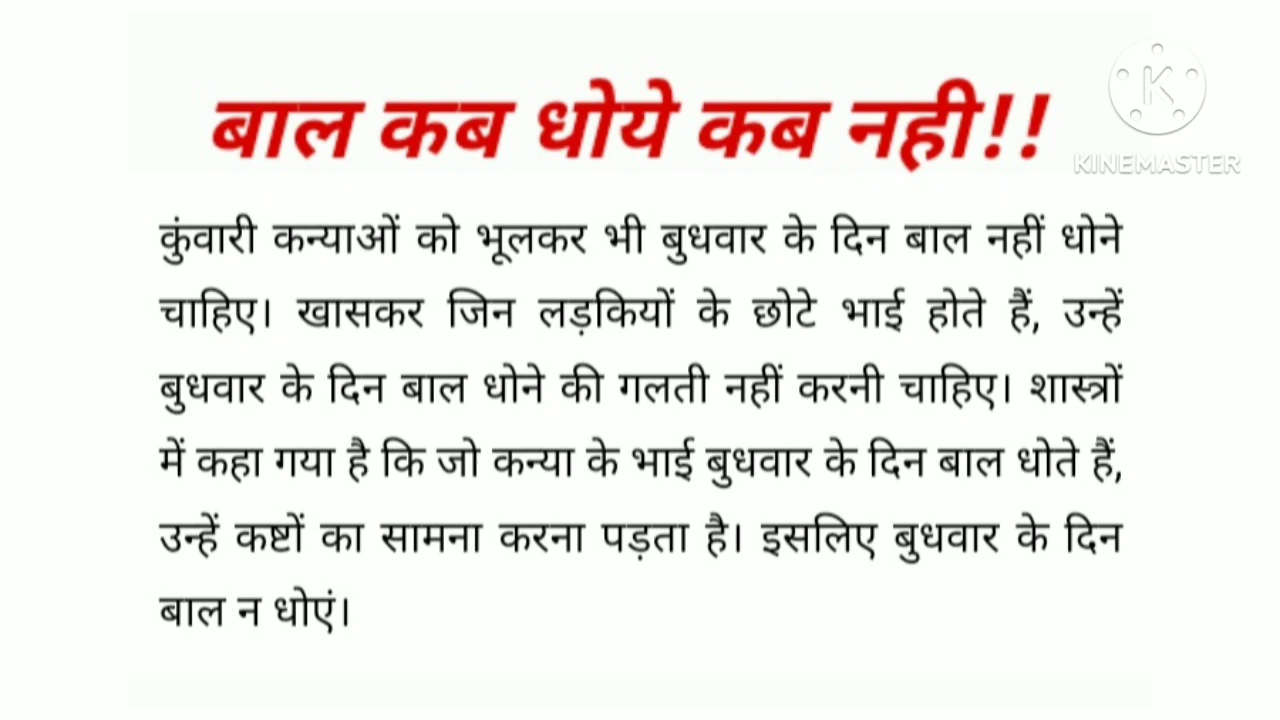 बाल कब धोये कब नही!!
KINEMASTER
कुंवारी कन्याओं को भूलकर भी बुधवार के दिन बाल नहीं धोने
चाहिए। खासकर जिन लड़कियों के छोटे भाई होते हैं, उन्हें
बुधवार के दिन बाल धोने की गलती नहीं करनी चाहिए। शास्त्रों
में कहा गया है कि जो कन्या के भाई बुधवार के दिन बाल धोते हैं,
उन्हें कष्टों का सामना करना पड़ता है। इसलिए बुधवार के दिन
बाल न धोएं।